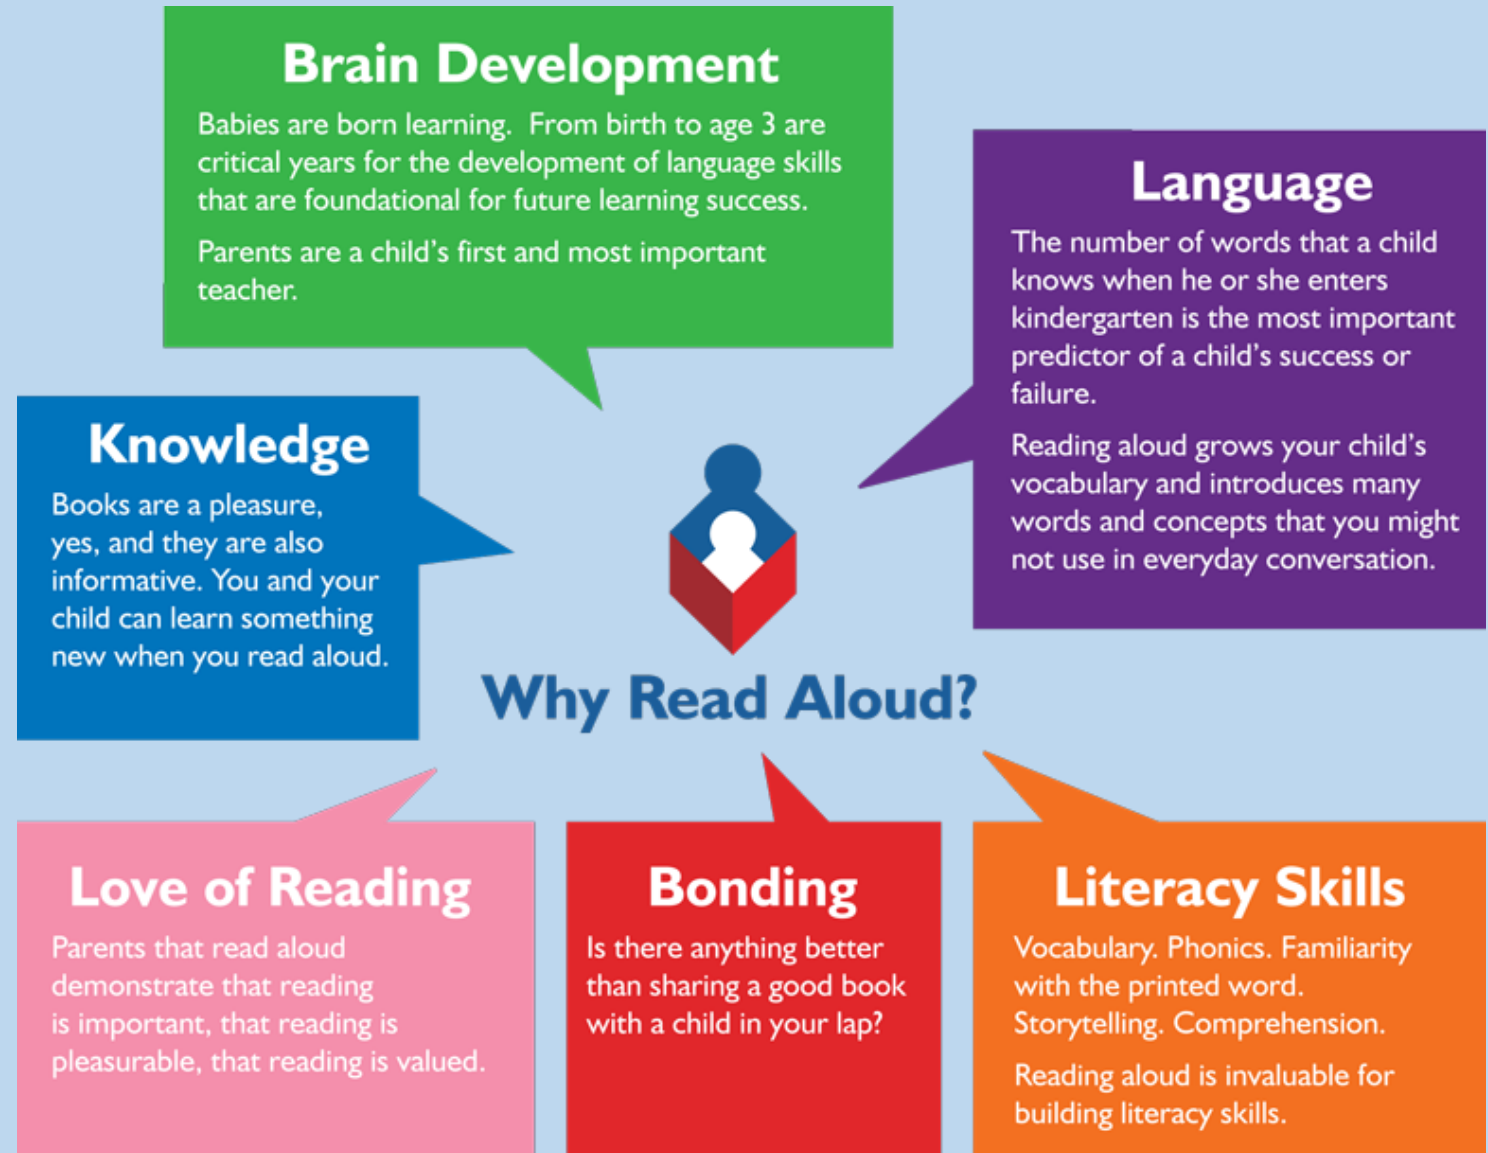 Brain Development
Babies are born learning.  From birth to age 3 are
critical years for the development of language skills
that are foundational for future learning success.
Parents are a child's first and most important
teacher.
Language
The number of words that a child
knows when he or she enters
kindergarten is the most important
predictor of a child's success or
failure.
Reading aloud grows your child's
vocabulary and introduces many
words and concepts that you might
not use in everyday conversation.
Knowledge
Books are a pleasure,
yes, and they are also
informative. You and your
child can learn something
new when you read aloud.
Why Read Aloud?
Love of Reading
Parents that read aloud
demonstrate that reading
is important, that reading is
pleasurable, that reading is valued.
Bonding
Is there anything better
than sharing a good book
with a child in your lap?
Literacy Skills
Vocabulary. Phonics. Familiarity
with the printed word.
Storytelling. Comprehension.
Reading aloud is invaluable for
building literacy skills.